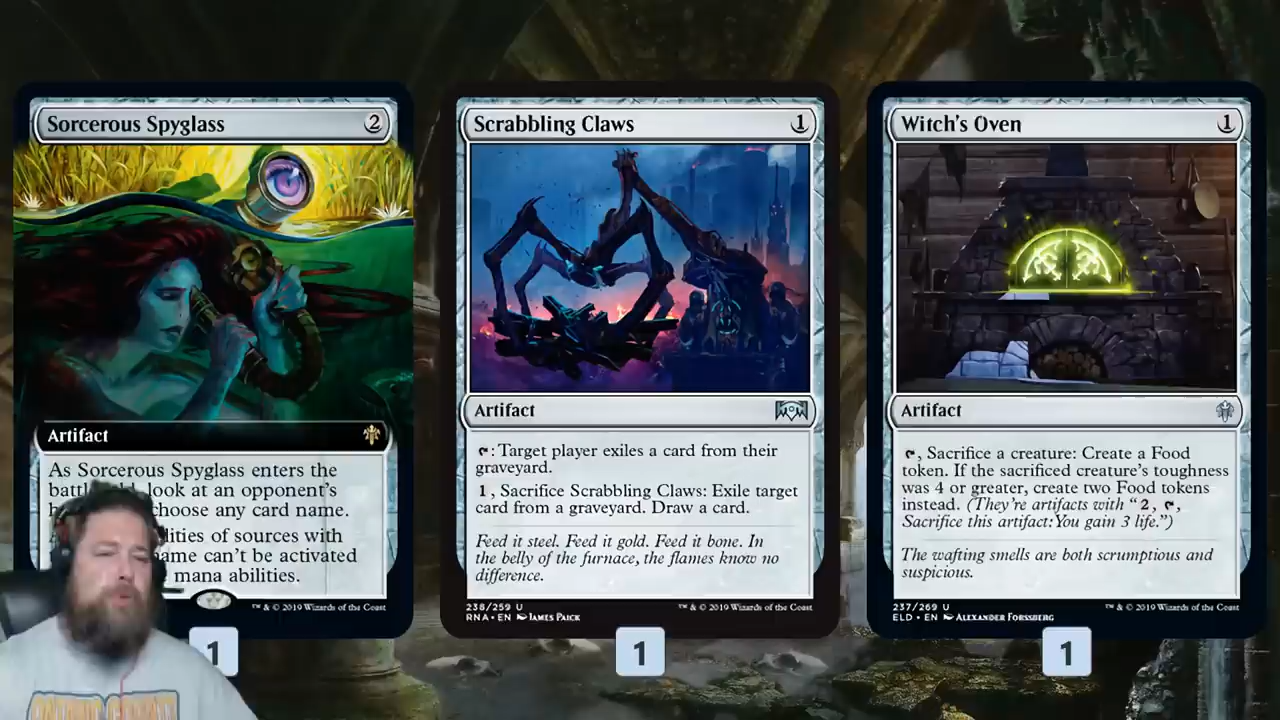 Sorcerous Spyglass 2
Artifact
As Sorcerous Spyglass enters the
look at an opponent's
choose any card name.
can't be activated
mana abilities.
™ & © 2019 Wizards of the Coast
1
Scrabbling Claws 1
Artifact
: Target player exiles a card from their
graveyard.
1, Sacrifice Scrabbling Claws: Exile target
card from a graveyard. Draw a card.
Feed it steel. Feed it gold. Feed it bone. In
the belly of the furnace, the flames know no
difference.
238/259 U
RNA • EN JAMES PAICK
™ & © 2019 Wizards of the Coast
1
Witch's Oven 1
Artifact
, Sacrifice a creature: Create a Food
token. If the sacrificed creature's toughness
was 4 or greater, create two Food tokens
instead. (They're artifacts with "2, ,
Sacrifice this artifact: You gain 3 life.")
The wafting smells are both scrumptious and
suspicious.
237/269 U
ELD • EN ALEXANDER FORSSBERG
™ & © 2019 Wizards of the Coast
1